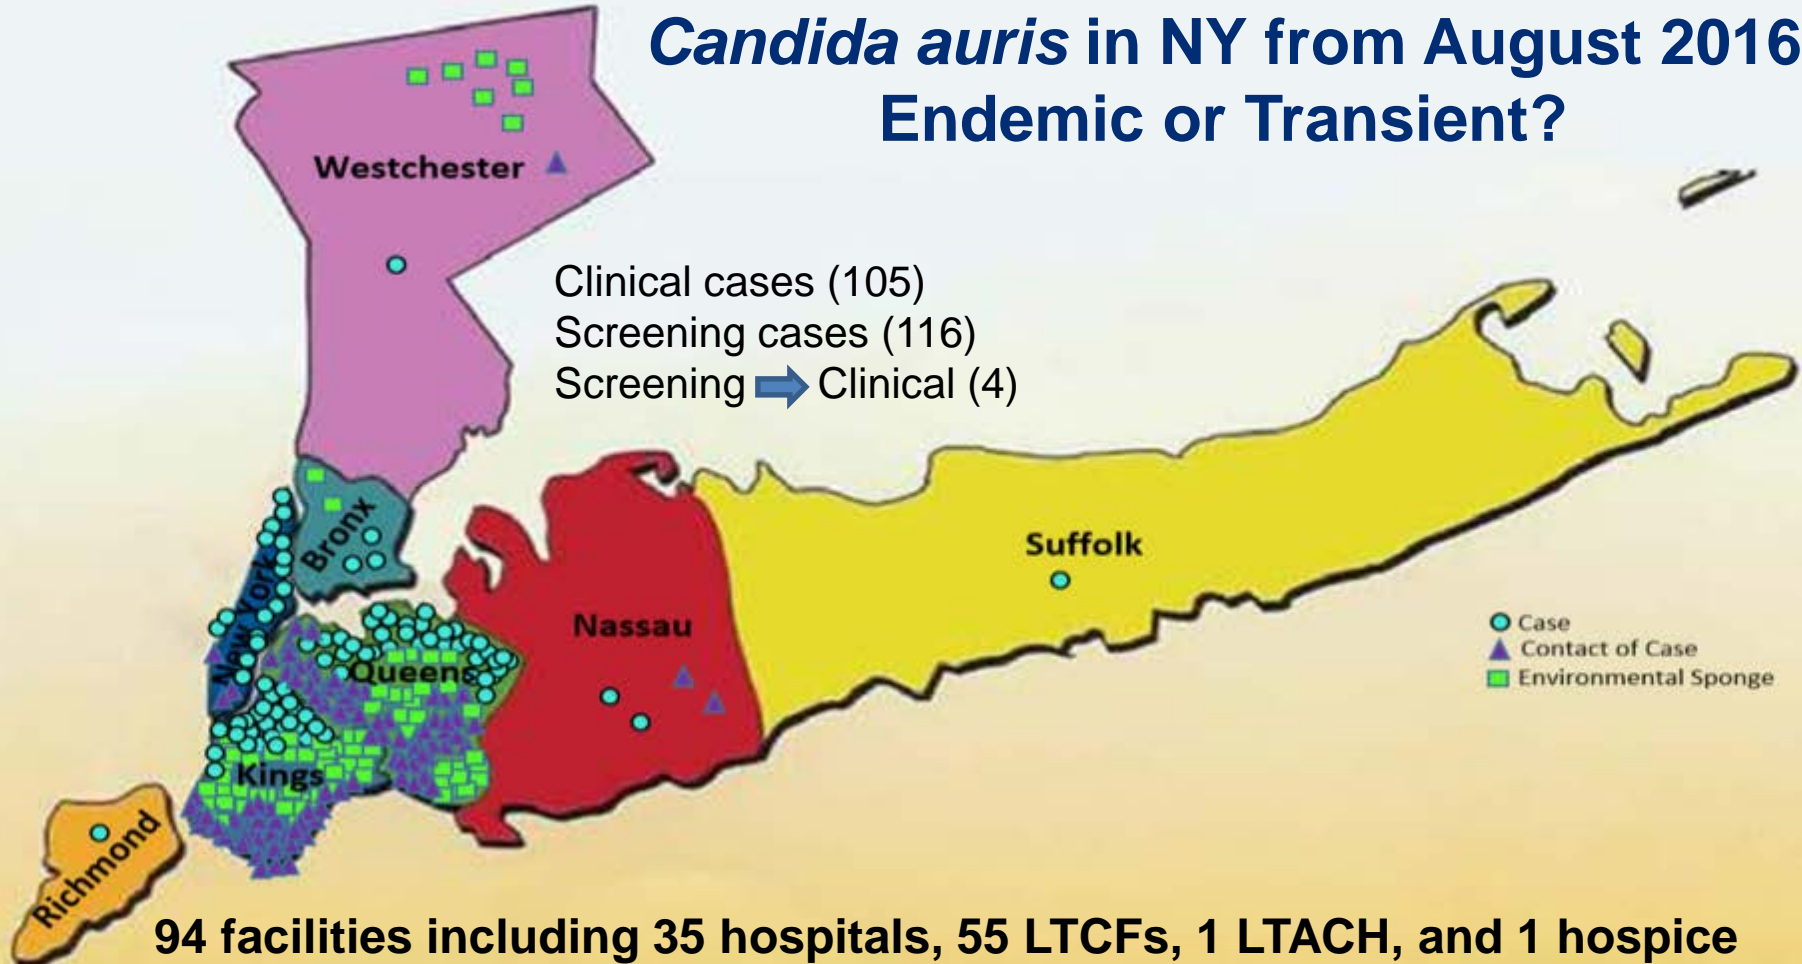 Candida auris in NY from August 2016
Endemic or Transient?
Westchester
Clinical cases (105)
Screening cases (116)
Screening Clinical (4)
Bronx
New York
Suffolk
Nassau
Queens
Case
Contact of Case
Environmental Sponge
Kings
Richmond
94 facilities including 35 hospitals, 55 LTCFs, 1 LTACH, and 1 hospice